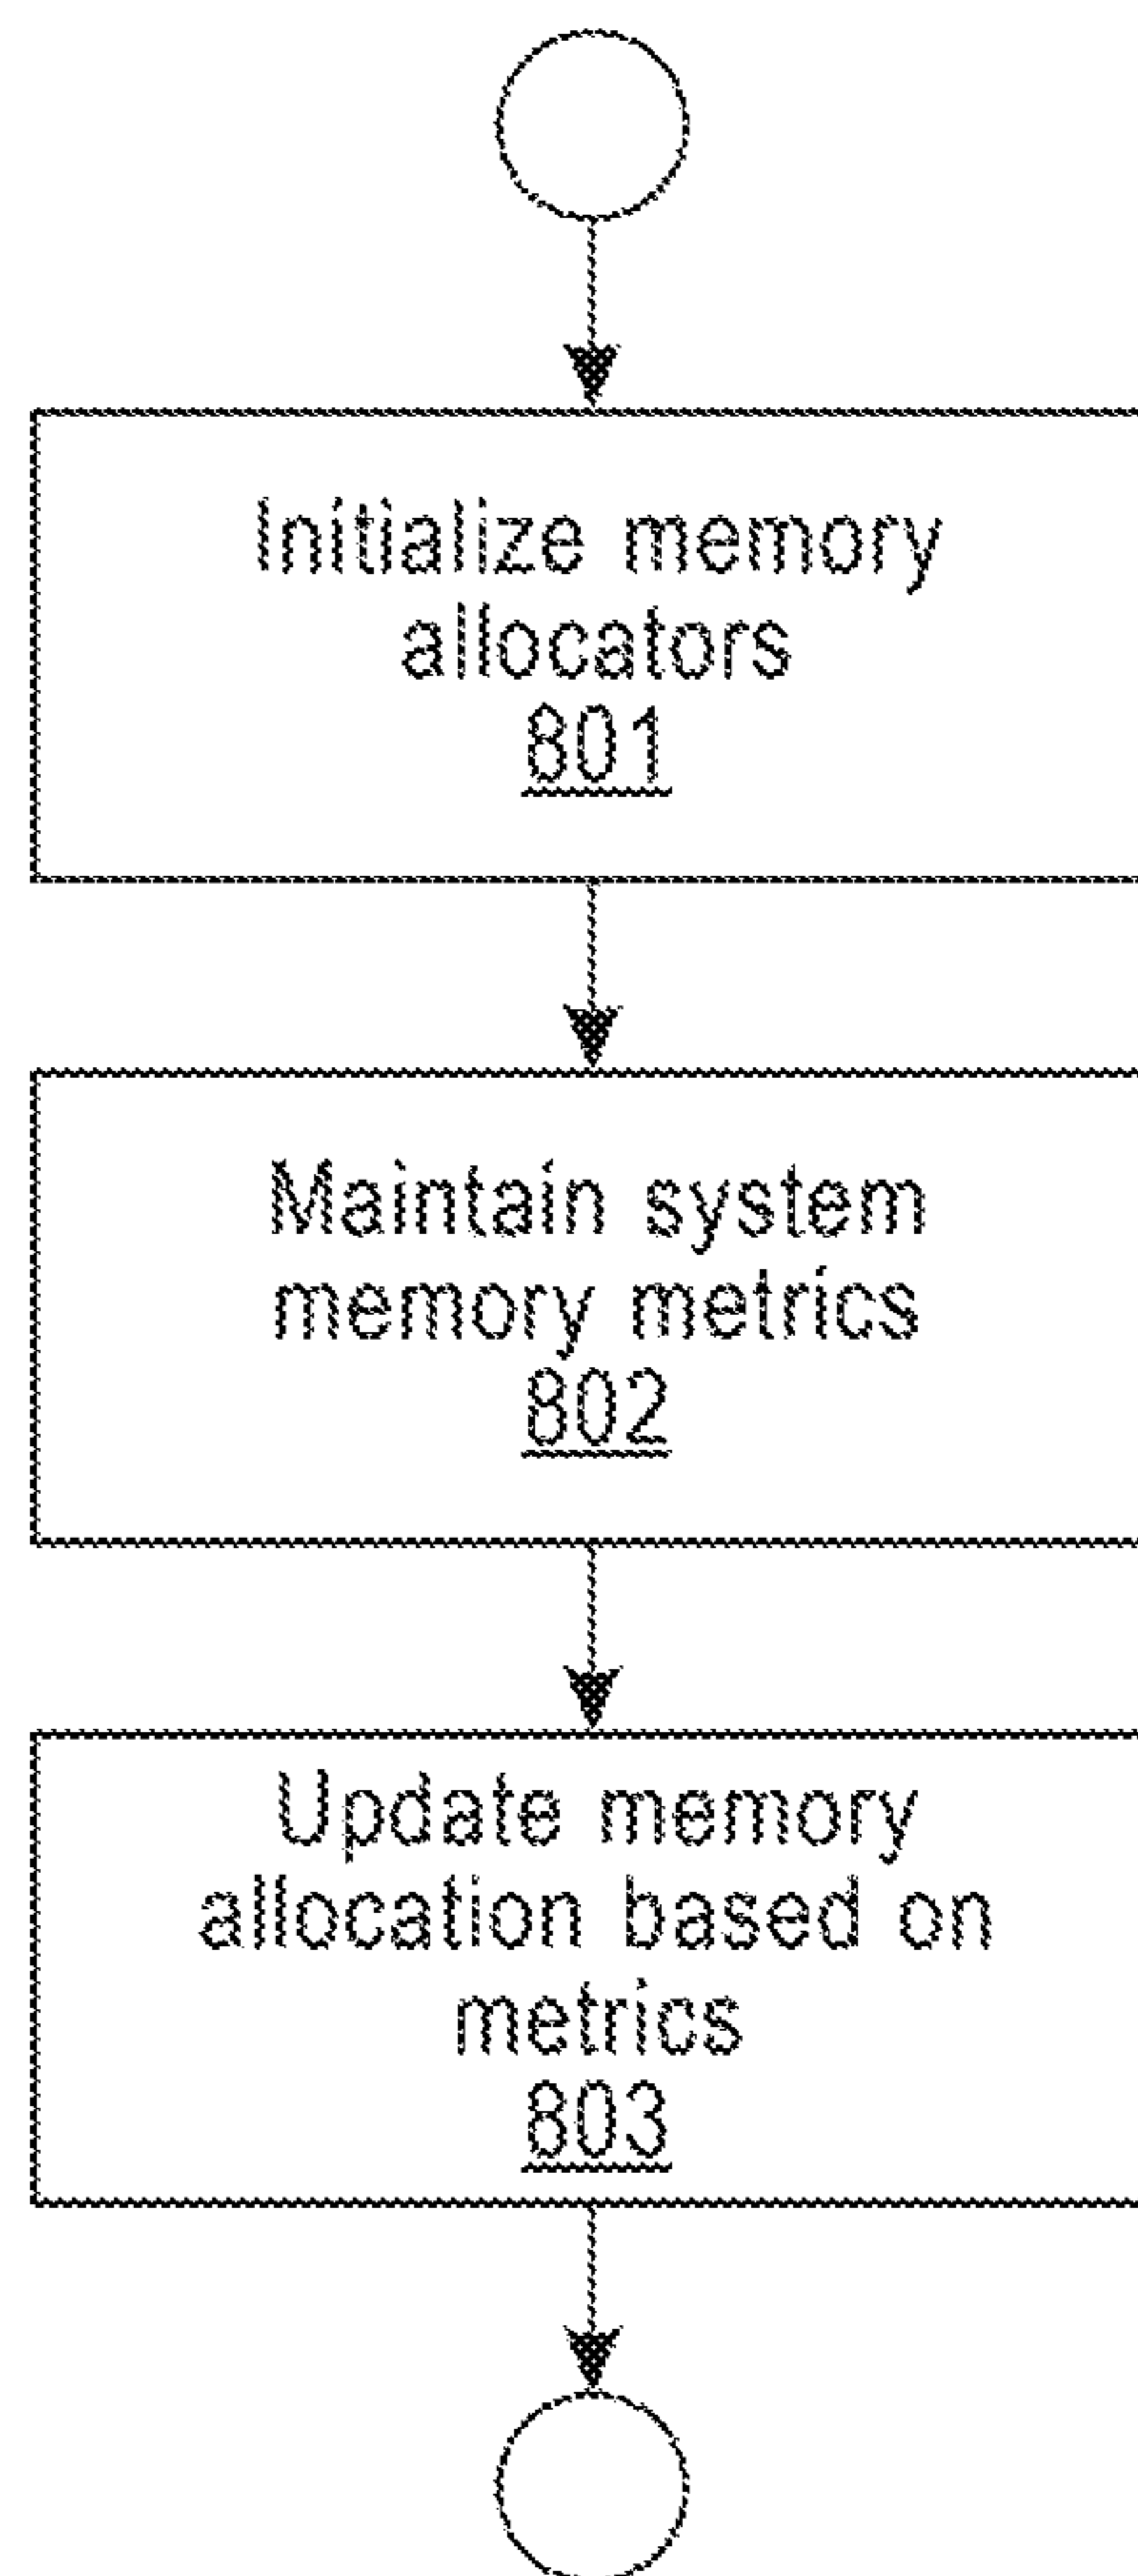 Initialize memory
allocators
801
Maintain system
memory metrics
802
Update memory
allocation based on
metrics
803